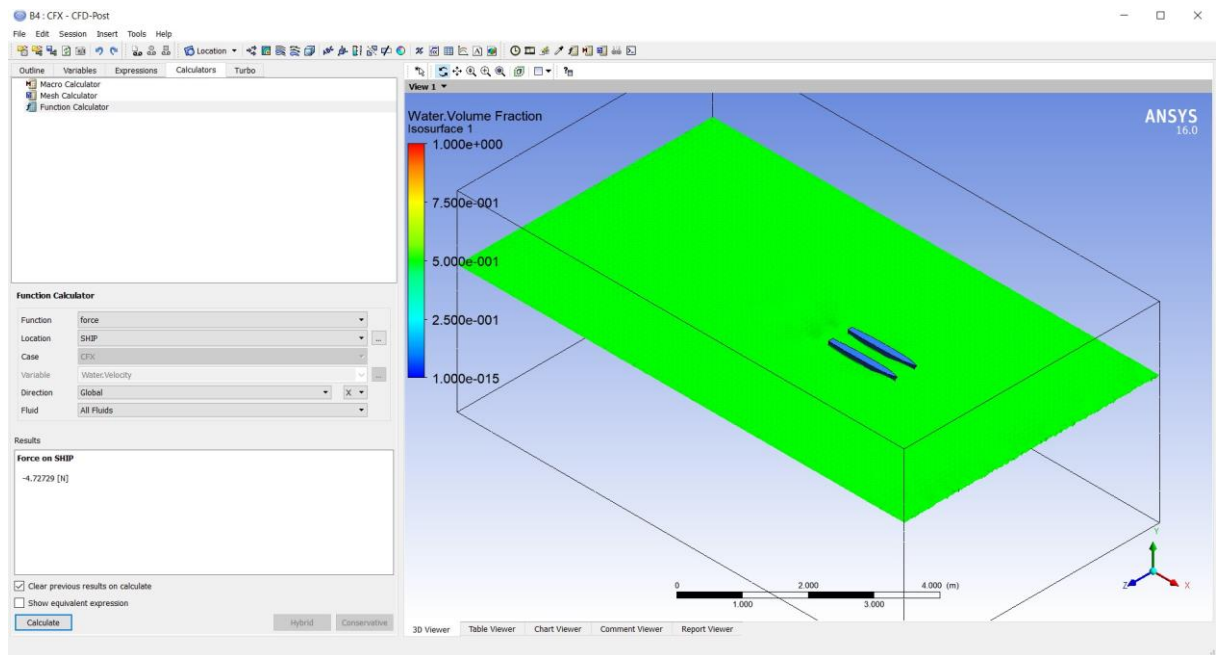 B4 : CFX - CFD-Post
File Edit Session Insert Tools Help
Location
Outline Variables Expressions Calculators Turbo
Macro Calculator
Mesh Calculator
Function Calculator
Function Calculator
Function force
Location SHIP ...
Case CFX
Variable Water.Velocity ...
Direction Global X
Fluid All Fluids
Results
Force on SHIP
-4.72729 [N]
Clear previous results on calculate
Show equivalent expression
Calculate Hybrid Conservative
View 1
Water.Volume Fraction
Isosurface 1
1.000e+000
7.500e-001
5.000e-001
2.500e-001
1.000e-015
ANSYS
16.0
0 2.000 4.000 (m)
1.000 3.000
Y
Z X
3D Viewer Table Viewer Chart Viewer Comment Viewer Report Viewer